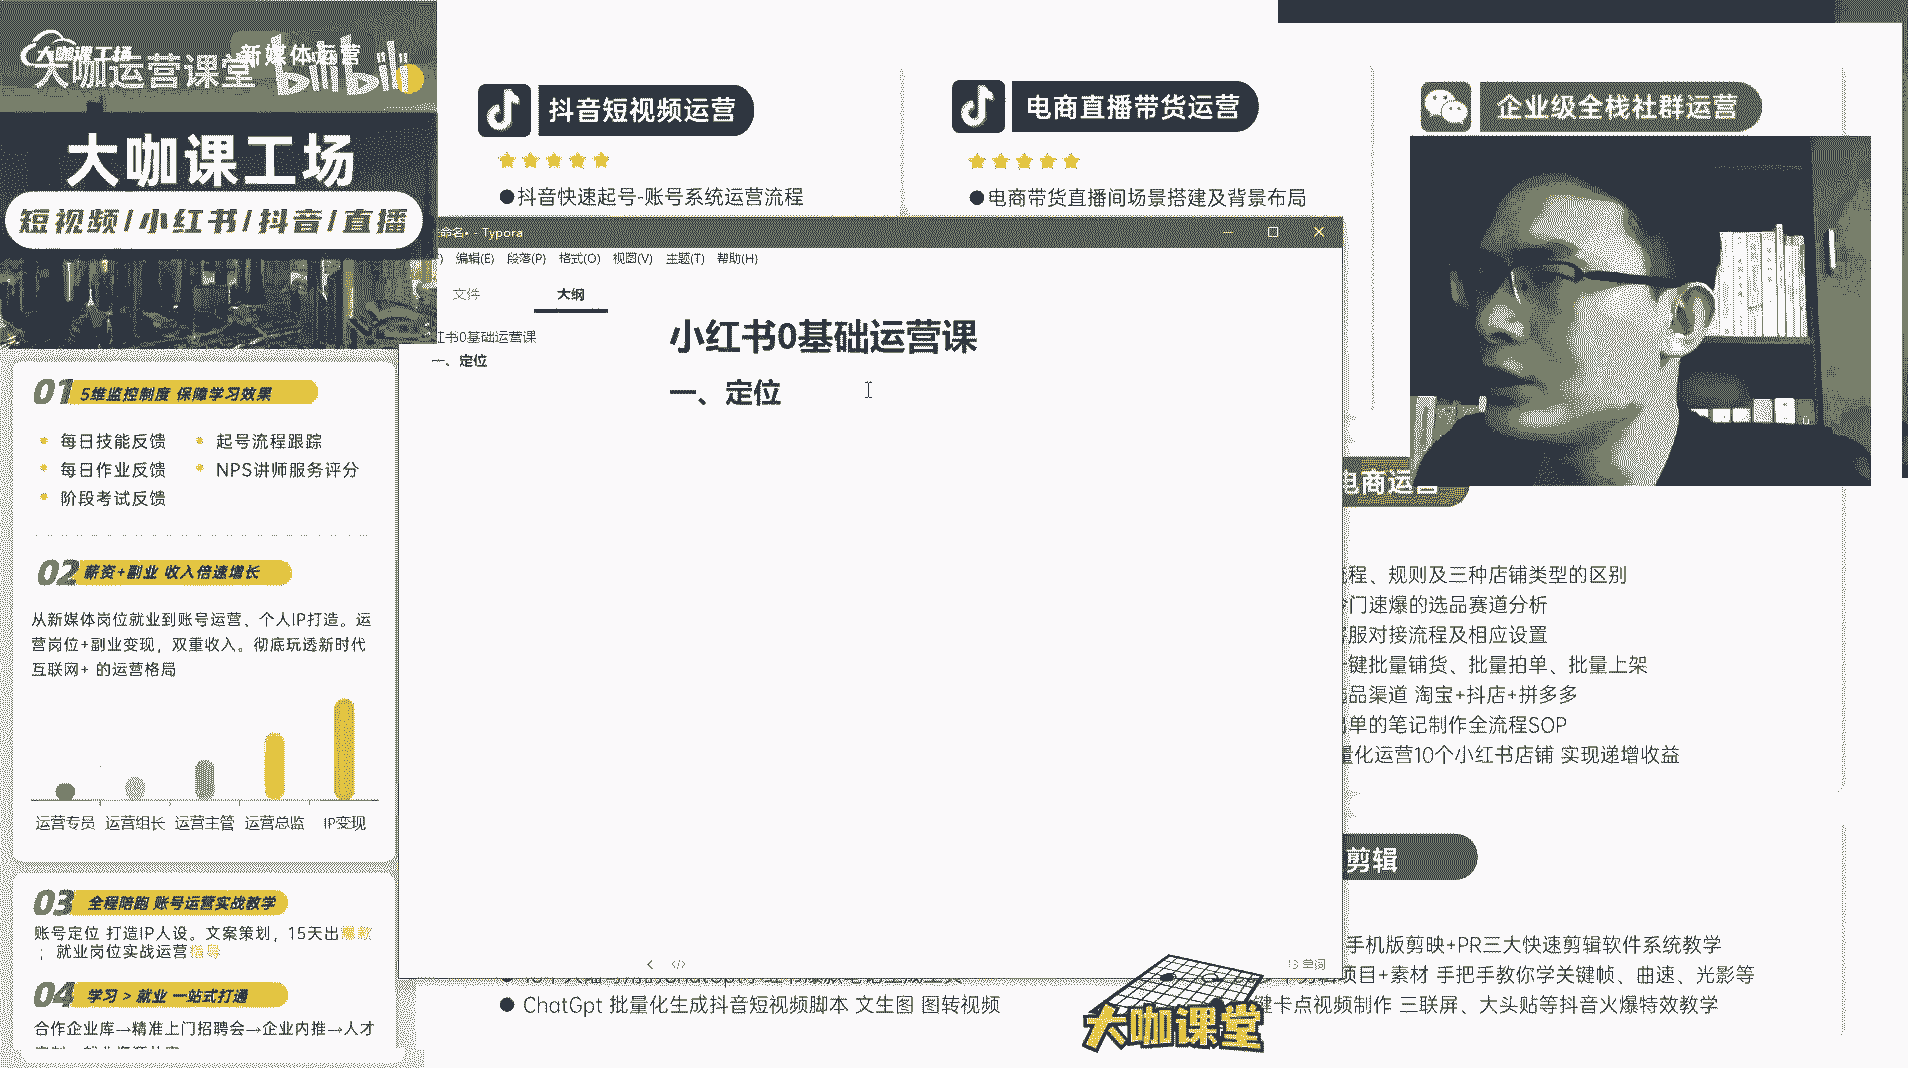 大咖课工场
新媒体运营
大咖运营课堂
bilibili
大咖课工场
短视频/小红书/抖音/直播
01 5维监控制度 保障学习效果
每日技能反馈
起号流程跟踪
每日作业反馈
NPS讲师服务评分
阶段考试反馈
02 薪资+副业 收入倍速增长
从新媒体岗位就业到账号运营、个人IP打造。运
营岗位+副业变现，双重收入。彻底玩透新时代
互联网+ 的运营格局
运营专员 运营组长 运营主管 运营总监 IP变现
03 全程陪跑 账号运营实战教学
账号定位 打造IP人设。文案策划，15天出爆款
；就业岗位实战运营指导
04 学习 > 就业 一站式打通
合作企业库→精准上门招聘会→企业内推→人才
抖音短视频运营
●抖音快速起号-账号系统运营流程
电商直播带货运营
●电商带货直播间场景搭建及背景布局
企业级全栈社群运营
命名• - Typora
编辑(E) 段落(P) 格式(O) 视图(V) 主题(T) 帮助(H)
文件 大纲
红书0基础运营课
一、定位
小红书0基础运营课
一、定位
13 单词
电商运营
流程、规则及三种店铺类型的区别
冷门速爆的选品赛道分析
客服对接流程及相应设置
一键批量铺货、批量拍单、批量上架
选品渠道 淘宝+抖店+拼多多
出单的笔记制作全流程SOP
量化运营10个小红书店铺 实现递增收益
剪辑
手机版剪映+PR三大快速剪辑软件系统教学
项目+素材 手把手教你学关键帧、曲速、光影等
键卡点视频制作 三联屏、大头贴等抖音火爆特效教学
● ChatGpt 批量化生成抖音短视频脚本 文生图 图转视频
大咖课堂